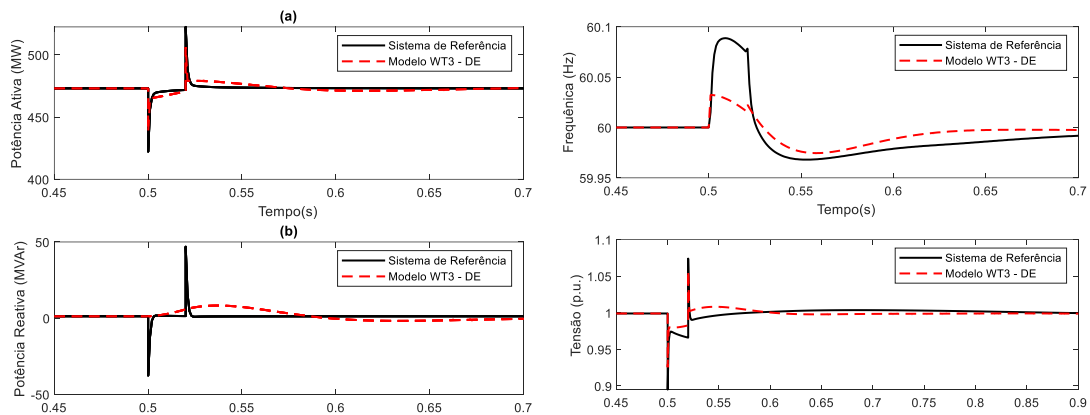 (a)
Potência Ativa (MW)
500
450
400
Sistema de Referência
Modelo WT3 - DE
0.45 0.5 0.55 0.6 0.65 0.7
Tempo(s)
Frequênica (Hz)
60.1
60.05
60
59.95
Sistema de Referência
Modelo WT3 - DE
0.45 0.5 0.55 0.6 0.65 0.7
Tempo(s)
(b)
Potência Reativa (MVAr)
50
0
-50
Sistema de Referência
Modelo WT3 - DE
0.45 0.5 0.55 0.6 0.65 0.7
Tensão (p.u.)
1.1
1.05
1
0.95
0.9
Sistema de Referência
Modelo WT3 - DE
0.45 0.5 0.55 0.6 0.65 0.7 0.75 0.8 0.85 0.9